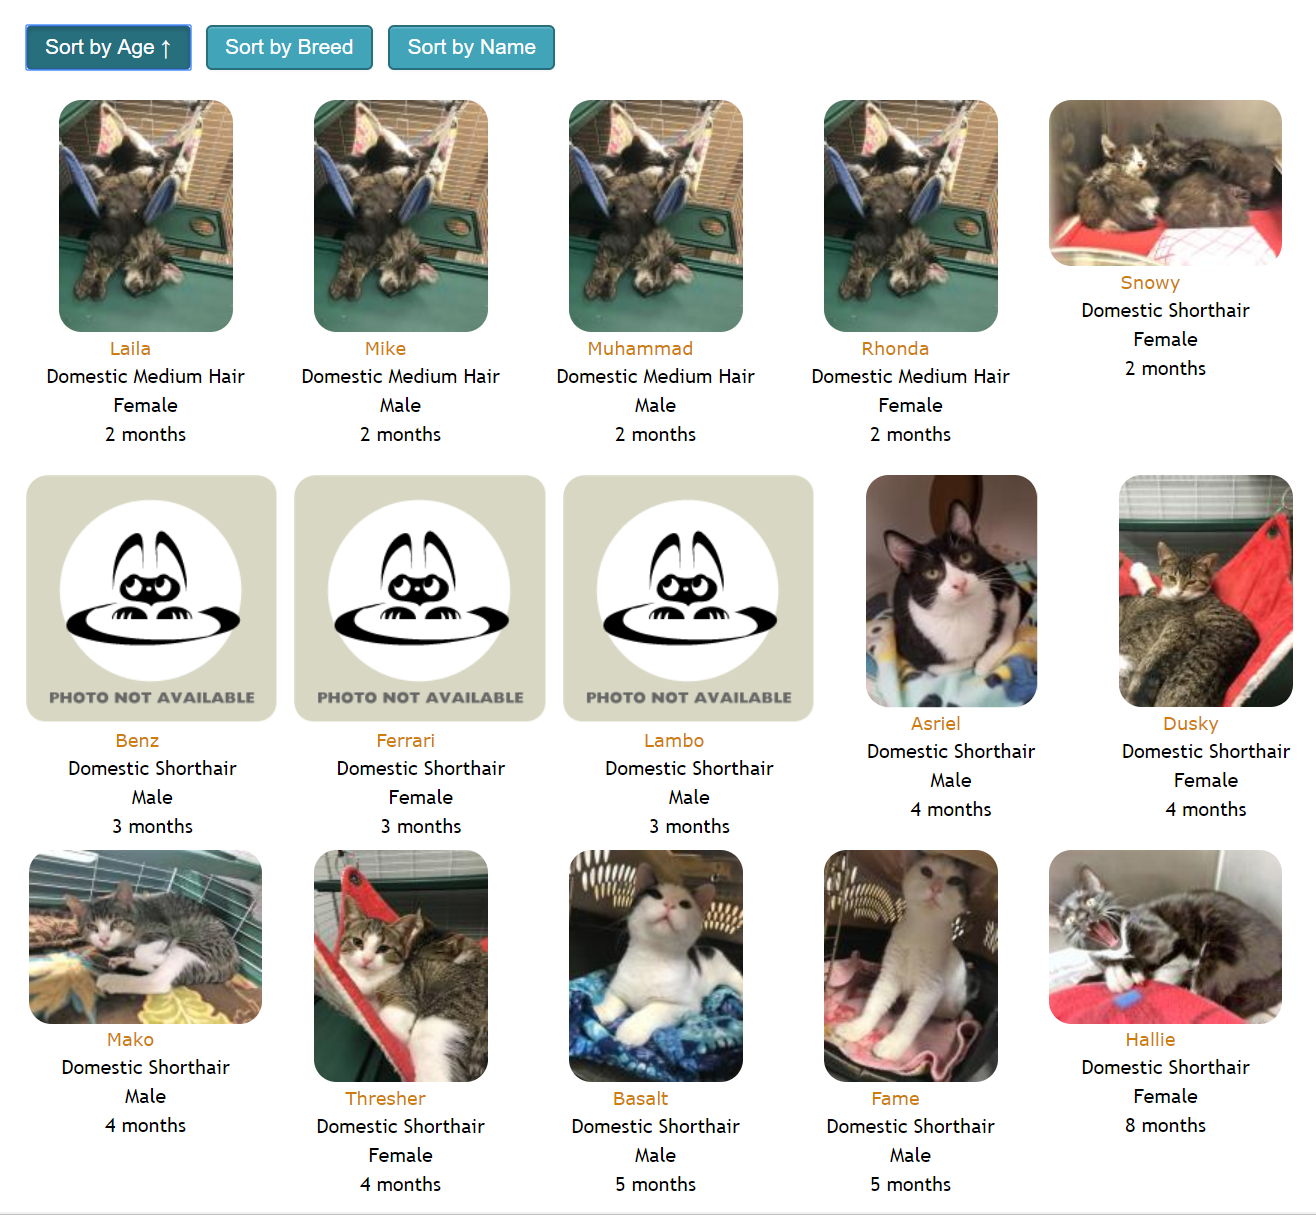 Sort by Age ↑
Sort by Breed
Sort by Name
Laila
Domestic Medium Hair
Female
2 months
Mike
Domestic Medium Hair
Male
2 months
Muhammad
Domestic Medium Hair
Male
2 months
Rhonda
Domestic Medium Hair
Female
2 months
Snowy
Domestic Shorthair
Female
2 months
PHOTO NOT AVAILABLE
Benz
Domestic Shorthair
Male
3 months
PHOTO NOT AVAILABLE
Ferrari
Domestic Shorthair
Female
3 months
PHOTO NOT AVAILABLE
Lambo
Domestic Shorthair
Male
3 months
Asriel
Domestic Shorthair
Male
4 months
Dusky
Domestic Shorthair
Female
4 months
Mako
Domestic Shorthair
Male
4 months
Thresher
Domestic Shorthair
Female
4 months
Basalt
Domestic Shorthair
Male
5 months
Fame
Domestic Shorthair
Male
5 months
Hallie
Domestic Shorthair
Female
8 months